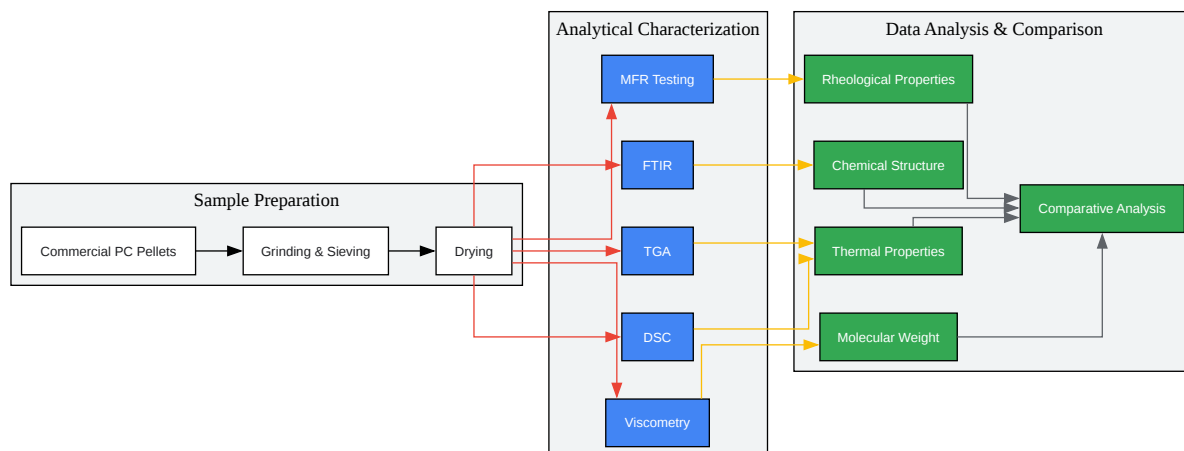 Sample Preparation
Commercial PC Pellets
Grinding & Sieving
Drying
Analytical Characterization
MFR Testing
FTIR
TGA
DSC
Viscometry
Data Analysis & Comparison
Rheological Properties
Chemical Structure
Thermal Properties
Molecular Weight
Comparative Analysis